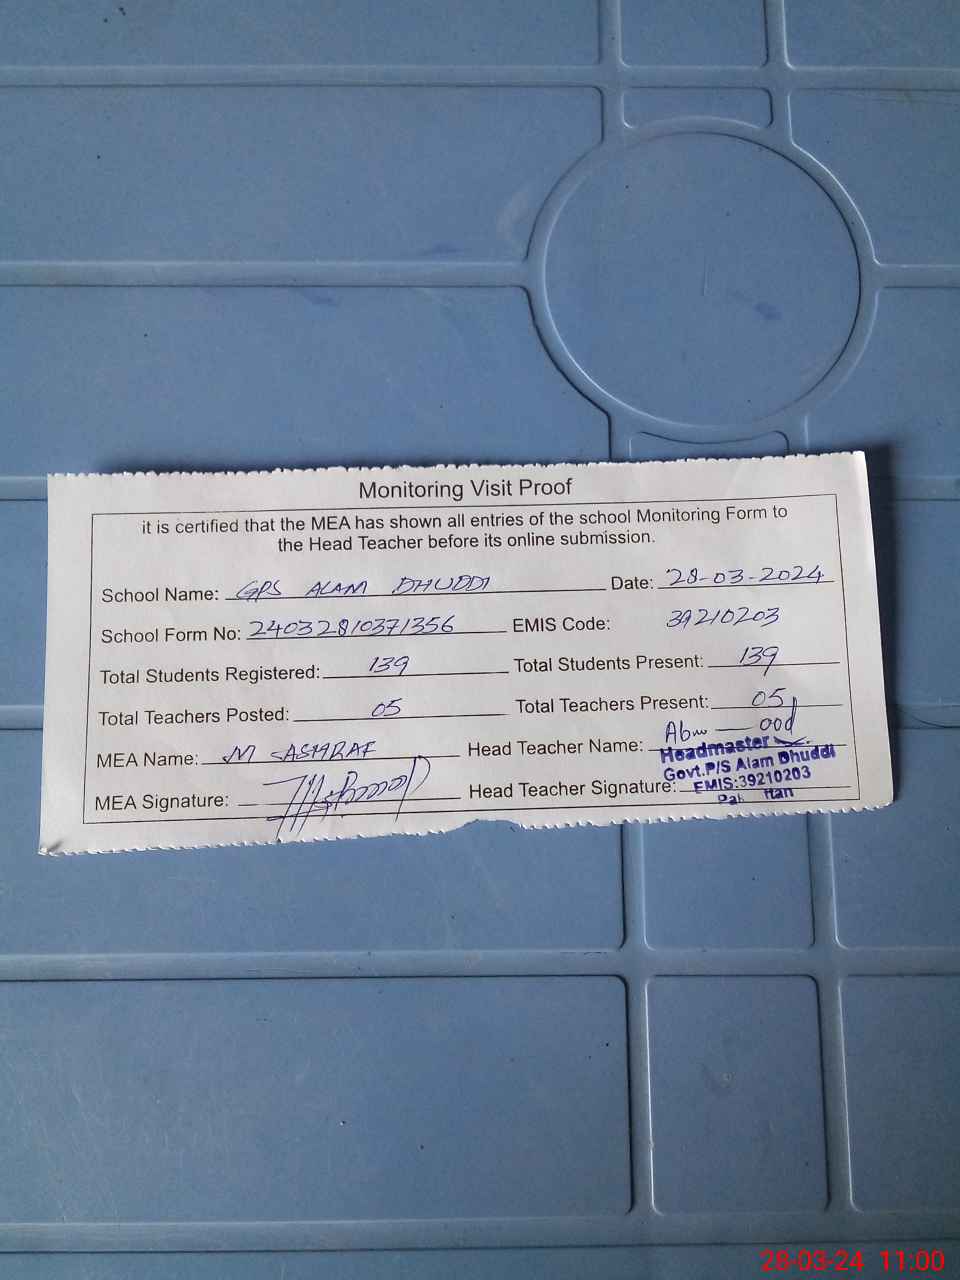 Monitoring Visit Proof
it is certified that the MEA has shown all entries of the school Monitoring Form to
the Head Teacher before its online submission.
School Name: GPS ALAM DHUDDI Date: 28-03-2024
School Form No: 24032810371356 EMIS Code: 39210203
Total Students Registered: 139 Total Students Present: 139
Total Teachers Posted: 05 Total Teachers Present: 05
MEA Name: M ASHRAF Head Teacher Name:
Headmaster
Govt.P/S Alam Dhuddi
MEA Signature: Head Teacher Signature: EMIS:39210203
28-03-24 11:00